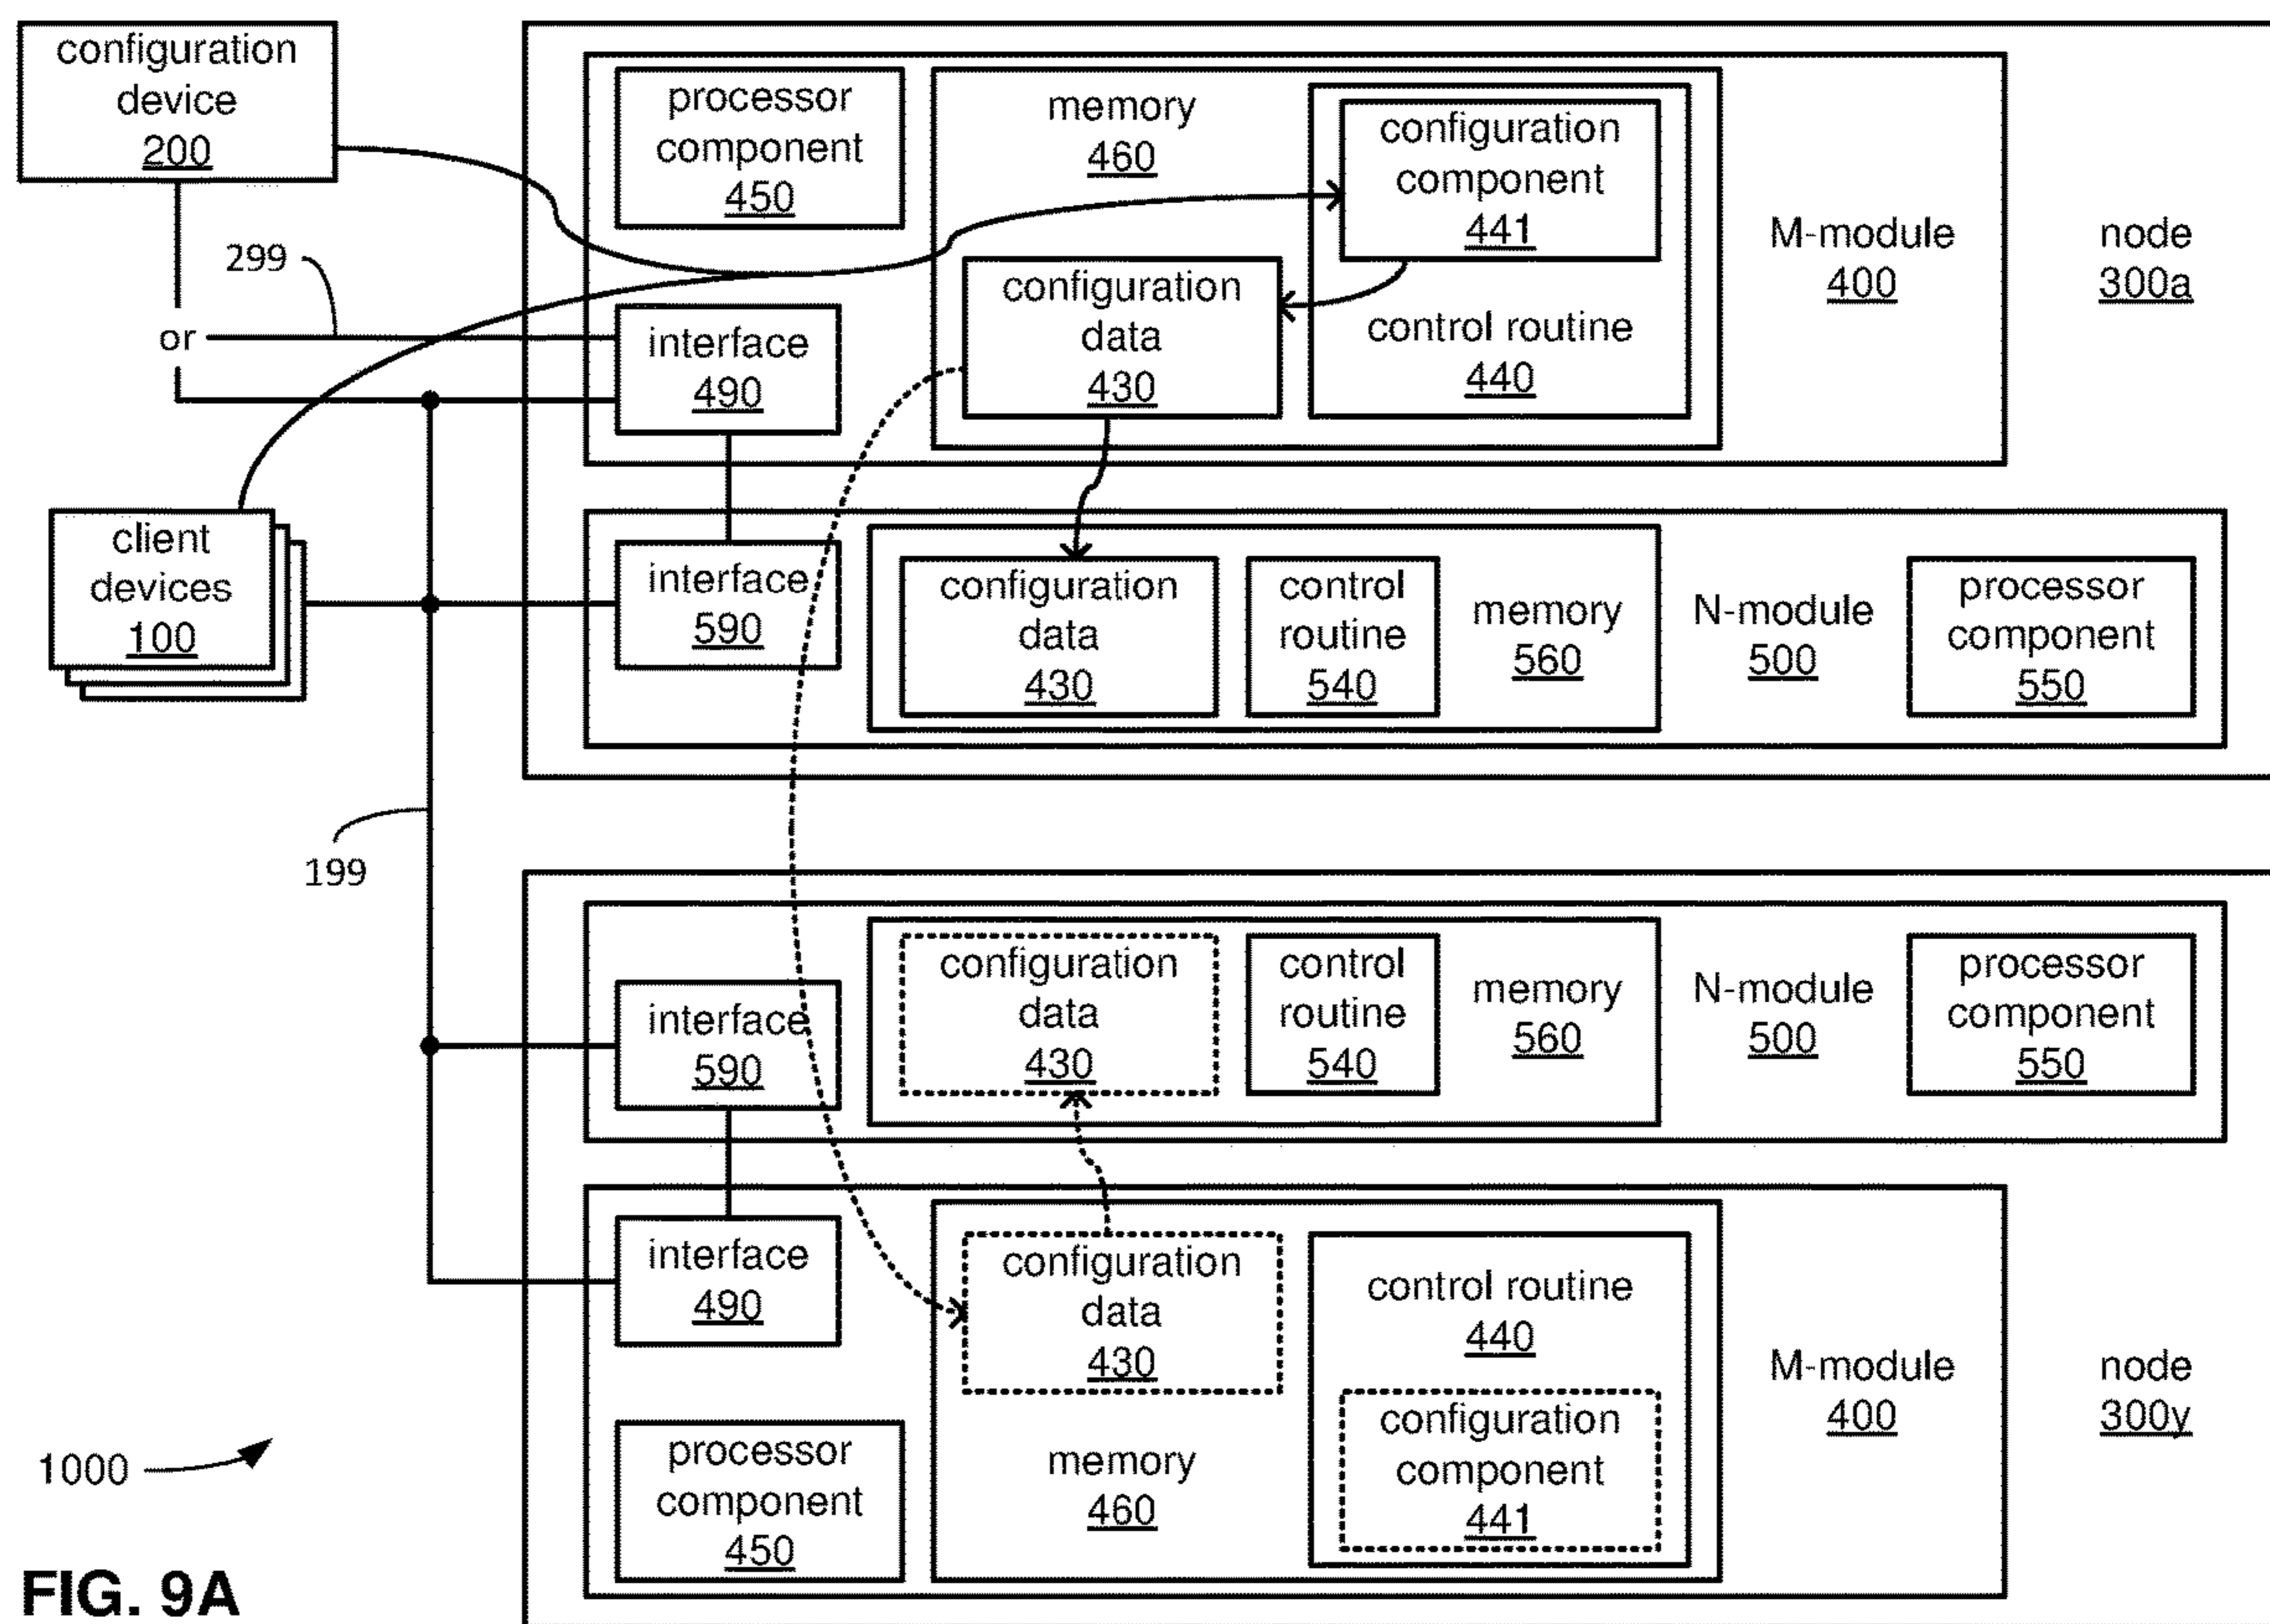 configuration
device
200
299
or
client
devices
100
199
1000
FIG. 9A
processor
component
450
memory
460
configuration
component
441
control routine
440
configuration
data
430
interface
490
M-module
400
node
300a
interface
590
configuration
data
430
control
routine
540
memory
560
N-module
500
processor
component
550
interface
590
configuration
data
430
control
routine
540
memory
560
N-module
500
processor
component
550
interface
490
configuration
data
430
control routine
440
configuration
component
441
memory
460
processor
component
450
M-module
400
node
300y